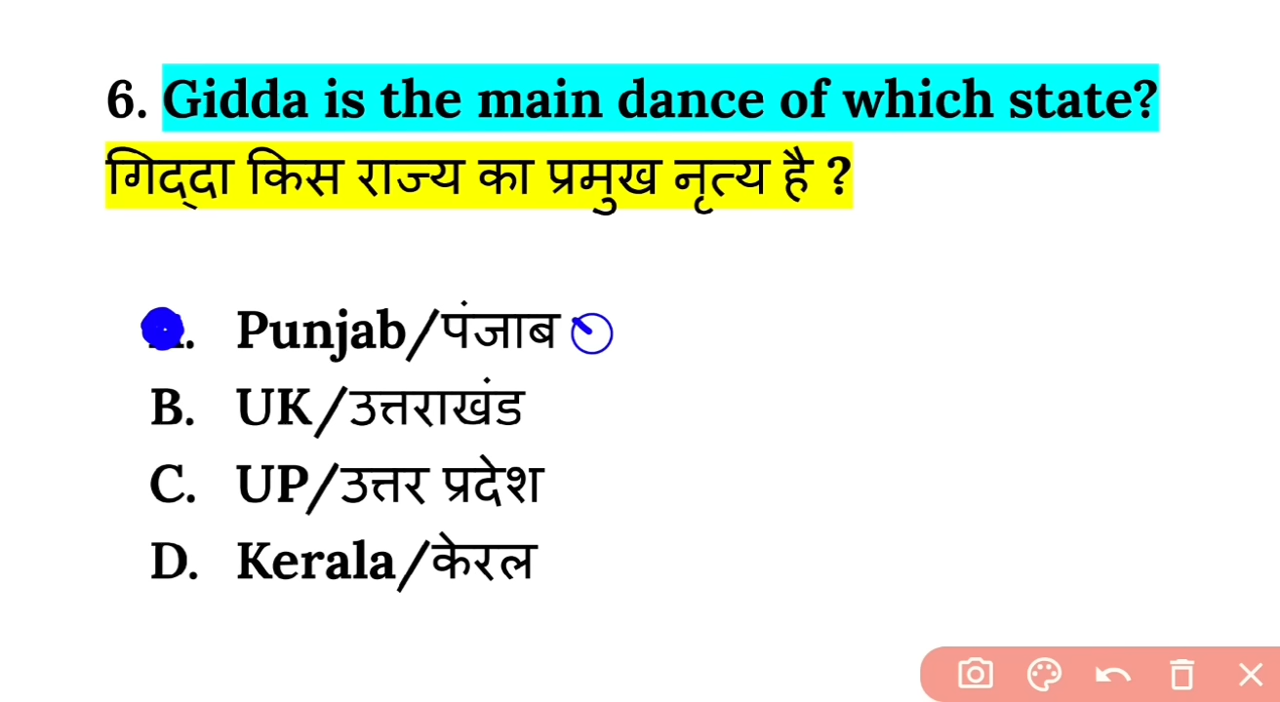 6. Gidda is the main dance of which state?
गिद्दा किस राज्य का प्रमुख नृत्य है ?
Punjab/पंजाब
B. UK/उत्तराखंड
C. UP/उत्तर प्रदेश
D. Kerala/केरल